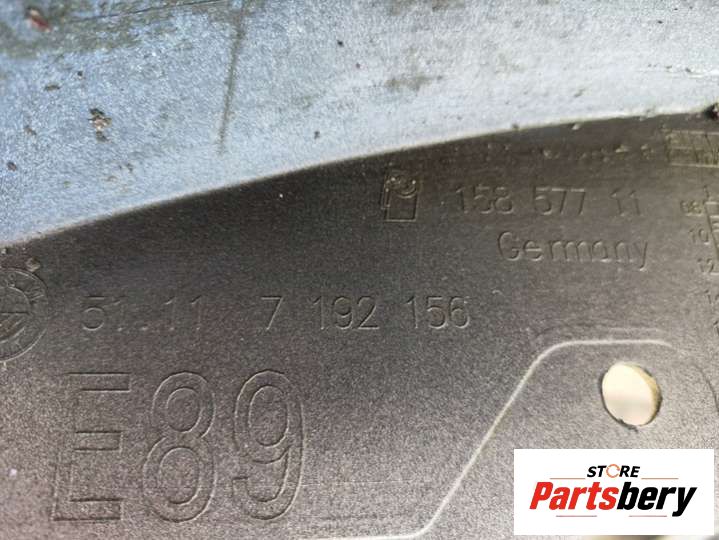 158 577 11
Germany
51.11 7 192 156
E89
STORE
Partsbery